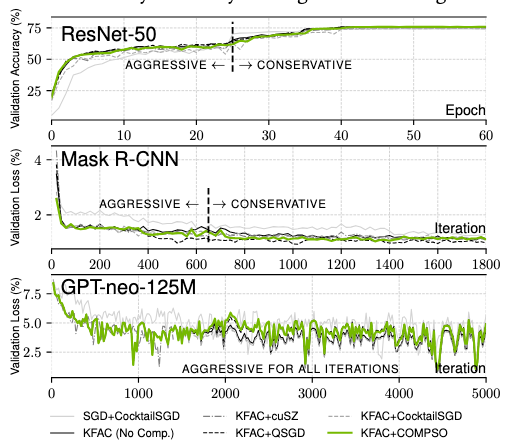 ResNet-50
Validation Accuracy (%)
75
50
25
AGGRESSIVE ← → CONSERVATIVE
Epoch
0 10 20 30 40 50 60
Mask R-CNN
Validation Loss (%)
4
2
AGGRESSIVE ← → CONSERVATIVE
Iteration
0 200 400 600 800 1000 1200 1400 1600 1800
GPT-neo-125M
Validation Loss (%)
7.5
5.0
2.5
AGGRESSIVE FOR ALL ITERATIONS
Iteration
0 1000 2000 3000 4000 5000
SGD+CocktailSGD KFAC+cuSZ KFAC+CocktailSGD
KFAC (No Comp.) KFAC+QSGD KFAC+COMPSO